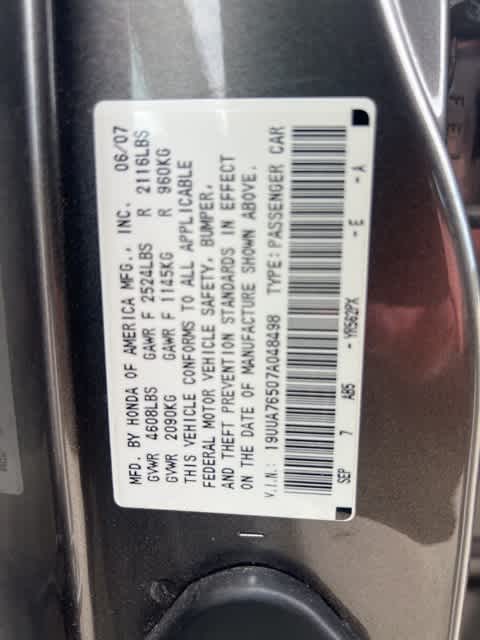 MFD. BY HONDA OF AMERICA MFG., INC. 06/07
GVWR 4608LBS GAWR F 2524LBS R 2116LBS
GVWR 2090KG GAWR F 1145KG R 960KG
THIS VEHICLE CONFORMS TO ALL APPLICABLE
FEDERAL MOTOR VEHICLE SAFETY, BUMPER,
AND THEFT PREVENTION STANDARDS IN EFFECT
ON THE DATE OF MANUFACTURE SHOWN ABOVE.
V.I.N.: 19UUA76507A048498 TYPE: PASSENGER CAR
SEP 7 AB5 - YR562PX - E - A